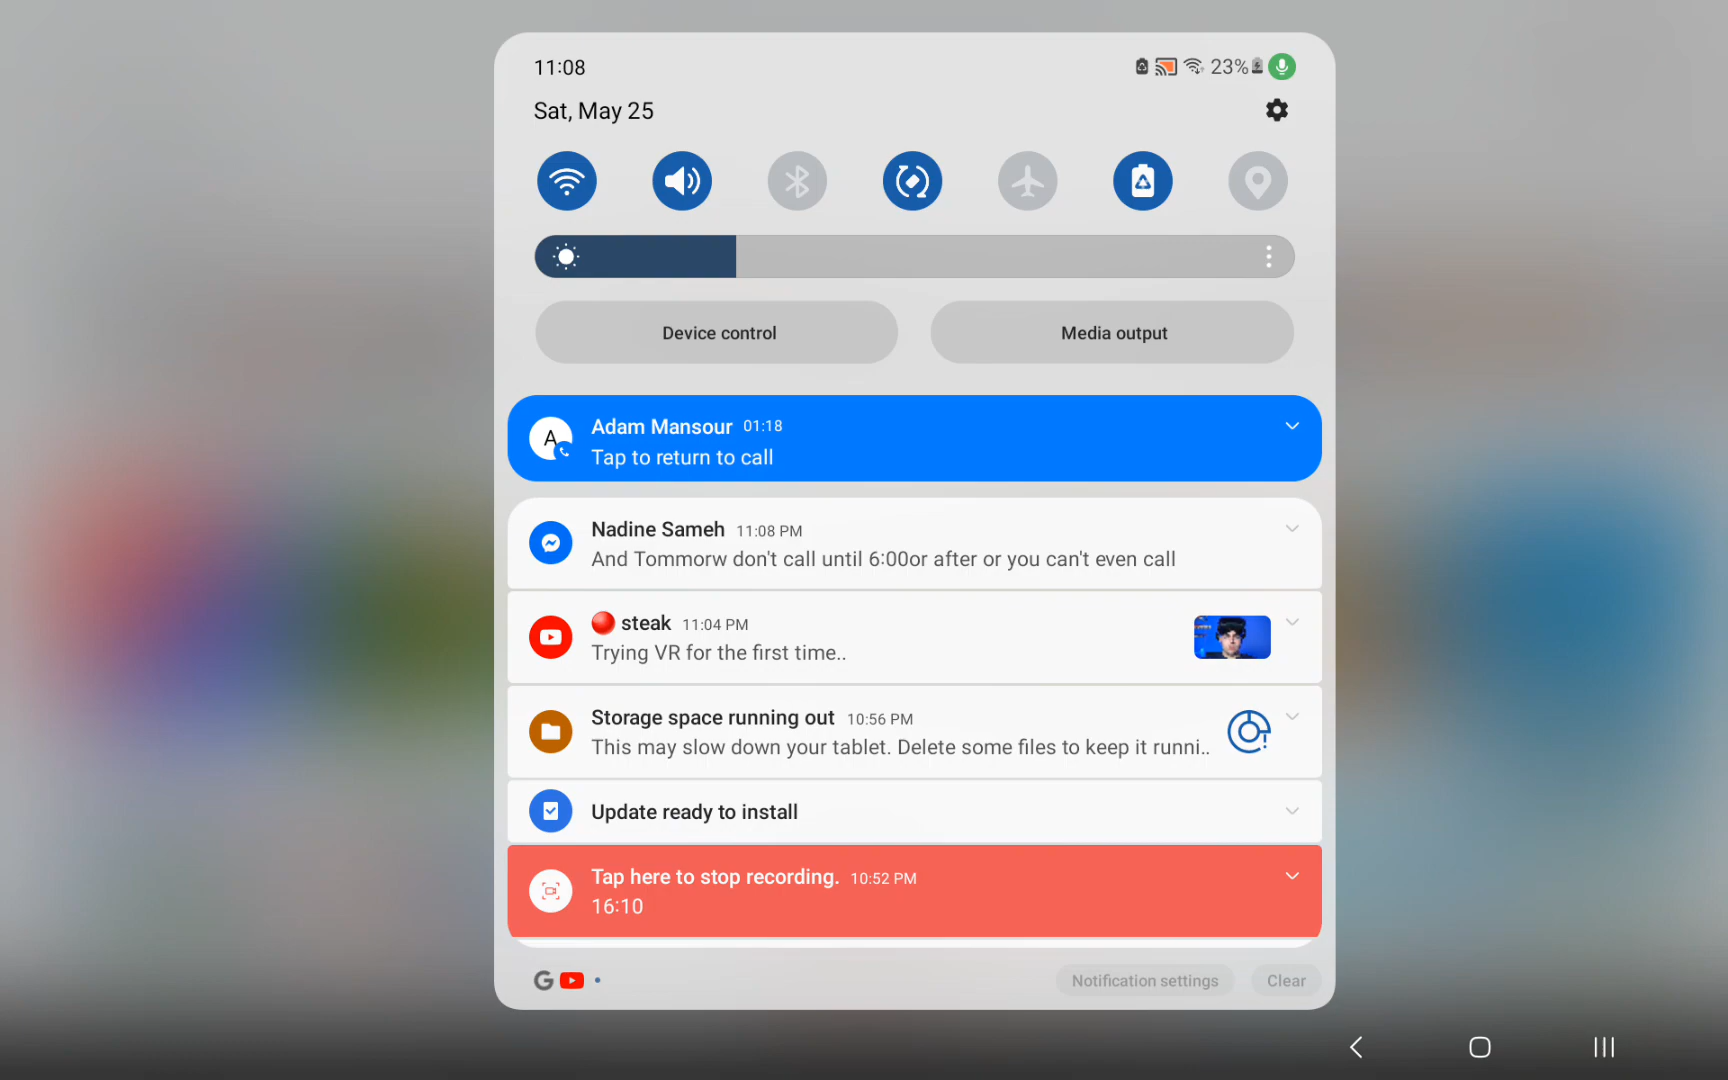 11:08
23%
Sat, May 25
Device control
Media output
A
Adam Mansour 01:18
Tap to return to call
Nadine Sameh 11:08 PM
And Tommorw don't call until 6:00or after or you can't even call
steak 11:04 PM
Trying VR for the first time..
Storage space running out 10:56 PM
This may slow down your tablet. Delete some files to keep it runni..
Update ready to install
Tap here to stop recording. 10:52 PM
16:10
G
Notification settings
Clear